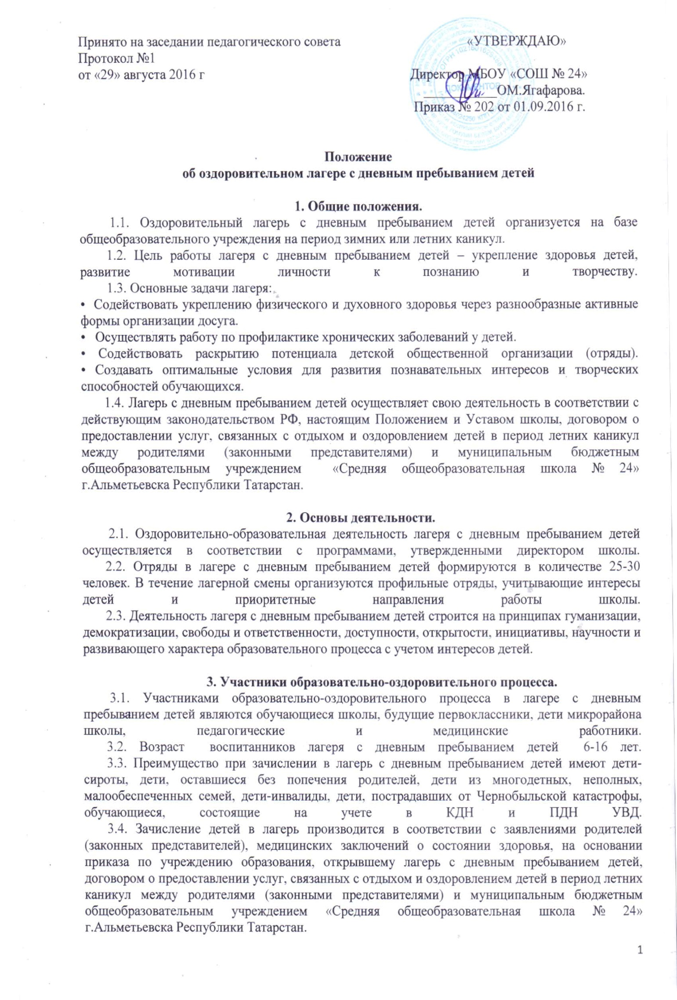 Принято на заседании педагогического совета
Протокол №1
от «29» августа 2016 г
«УТВЕРЖДАЮ»
Директор МБОУ «СОШ № 24»
ОМ.Ягафарова.
Приказ № 202 от 01.09.2016 г.
ОГРН 1021601629488
ДОКУМЕНТОВ
Положение
об оздоровительном лагере с дневным пребыванием детей
1. Общие положения.
1.1. Оздоровительный лагерь с дневным пребыванием детей организуется на базе
общеобразовательного учреждения на период зимних или летних каникул.
1.2. Цель работы лагеря с дневным пребыванием детей – укрепление здоровья детей,
развитие мотивации личности к познанию и творчеству.
1.3. Основные задачи лагеря:
• Содействовать укреплению физического и духовного здоровья через разнообразные активные
формы организации досуга.
• Осуществлять работу по профилактике хронических заболеваний у детей.
• Содействовать раскрытию потенциала детской общественной организации (отряды).
• Создавать оптимальные условия для развития познавательных интересов и творческих
способностей обучающихся.
1.4. Лагерь с дневным пребыванием детей осуществляет свою деятельность в соответствии с
действующим законодательством РФ, настоящим Положением и Уставом школы, договором о
предоставлении услуг, связанных с отдыхом и оздоровлением детей в период летних каникул
между родителями (законными представителями) и муниципальным бюджетным
общеобразовательным учреждением «Средняя общеобразовательная школа № 24»
г.Альметьевска Республики Татарстан.
2. Основы деятельности.
2.1. Оздоровительно-образовательная деятельность лагеря с дневным пребыванием детей
осуществляется в соответствии с программами, утвержденными директором школы.
2.2. Отряды в лагере с дневным пребыванием детей формируются в количестве 25-30
человек. В течение лагерной смены организуются профильные отряды, учитывающие интересы
детей и приоритетные направления работы школы.
2.3. Деятельность лагеря с дневным пребыванием детей строится на принципах гуманизации,
демократизации, свободы и ответственности, доступности, открытости, инициативы, научности и
развивающего характера образовательного процесса с учетом интересов детей.
3. Участники образовательно-оздоровительного процесса.
3.1. Участниками образовательно-оздоровительного процесса в лагере с дневным
пребыванием детей являются обучающиеся школы, будущие первоклассники, дети микрорайона
школы, педагогические и медицинские работники.
3.2. Возраст воспитанников лагеря с дневным пребыванием детей 6-16 лет.
3.3. Преимущество при зачислении в лагерь с дневным пребыванием детей имеют дети-
сироты, дети, оставшиеся без попечения родителей, дети из многодетных, неполных,
малообеспеченных семей, дети-инвалиды, дети, пострадавших от Чернобыльской катастрофы,
обучающиеся, состоящие на учете в КДН и ПДН УВД.
3.4. Зачисление детей в лагерь производится в соответствии с заявлениями родителей
(законных представителей), медицинских заключений о состоянии здоровья, на основании
приказа по учреждению образования, открывшему лагерь с дневным пребыванием детей,
договором о предоставлении услуг, связанных с отдыхом и оздоровлением детей в период летних
каникул между родителями (законными представителями) и муниципальным бюджетным
общеобразовательным учреждением «Средняя общеобразовательная школа № 24»
г.Альметьевска Республики Татарстан.
1